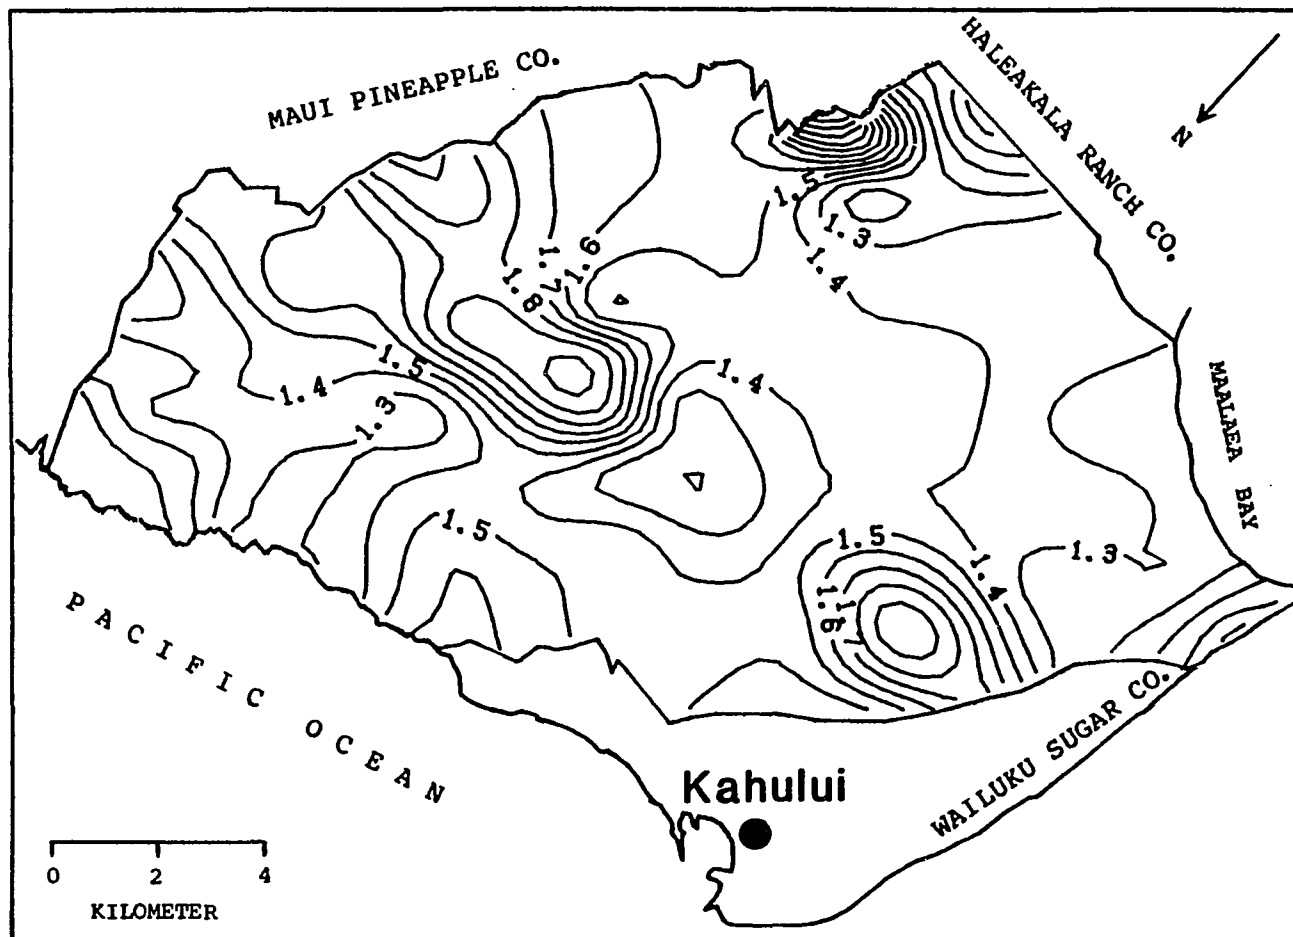 MAUI PINEAPPLE CO.
HALEAKALA RANCH CO.
N
1.5
1.3
1.4
1.6
1.7
1.8
1.5
1.4
1.3
1.4
MAALAEA BAY
1.5
1.5
1.3
1.4
1.7
1.6
PACIFIC OCEAN
WAILUKU SUGAR CO.
Kahului
0 2 4
KILOMETER